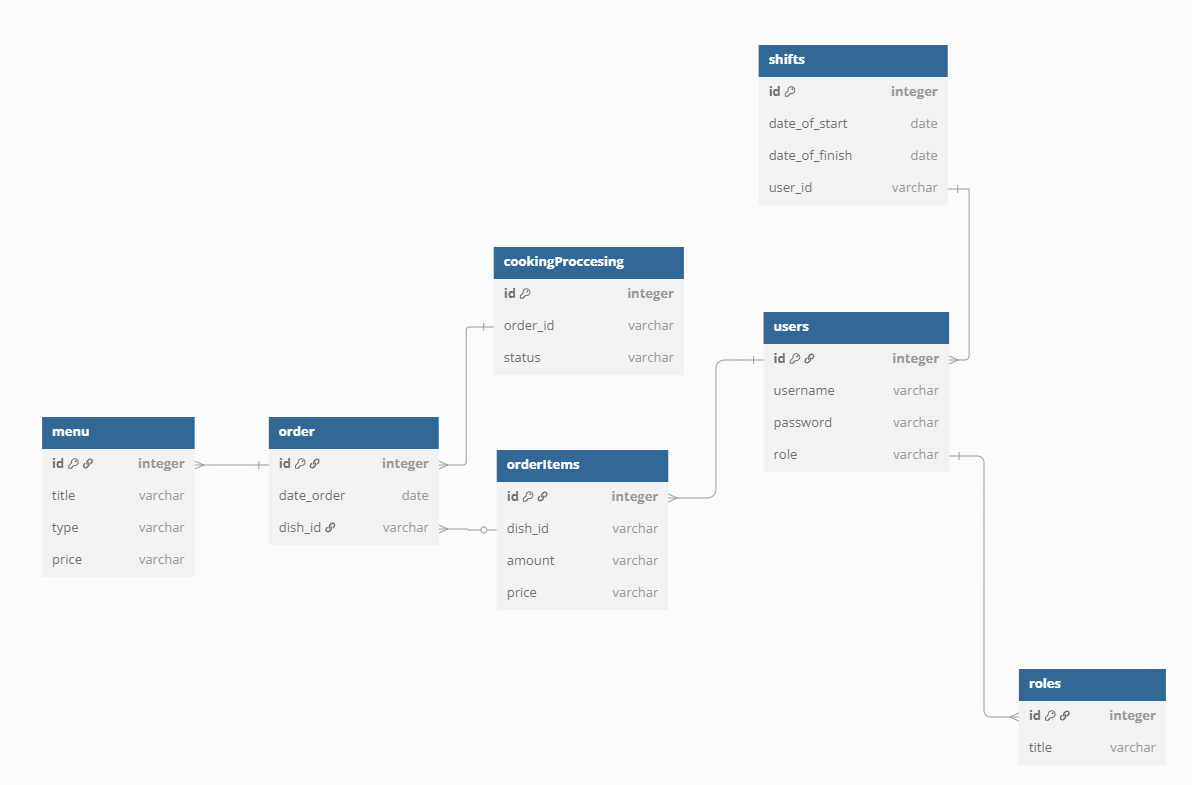 shifts
id integer
date_of_start date
date_of_finish date
user_id varchar
cookingProccesing
id integer
order_id varchar
status varchar
users
id integer
username varchar
password varchar
role varchar
menu
id integer
title varchar
type varchar
price varchar
order
id integer
date_order date
dish_id varchar
orderItems
id integer
dish_id varchar
amount varchar
price varchar
roles
id integer
title varchar